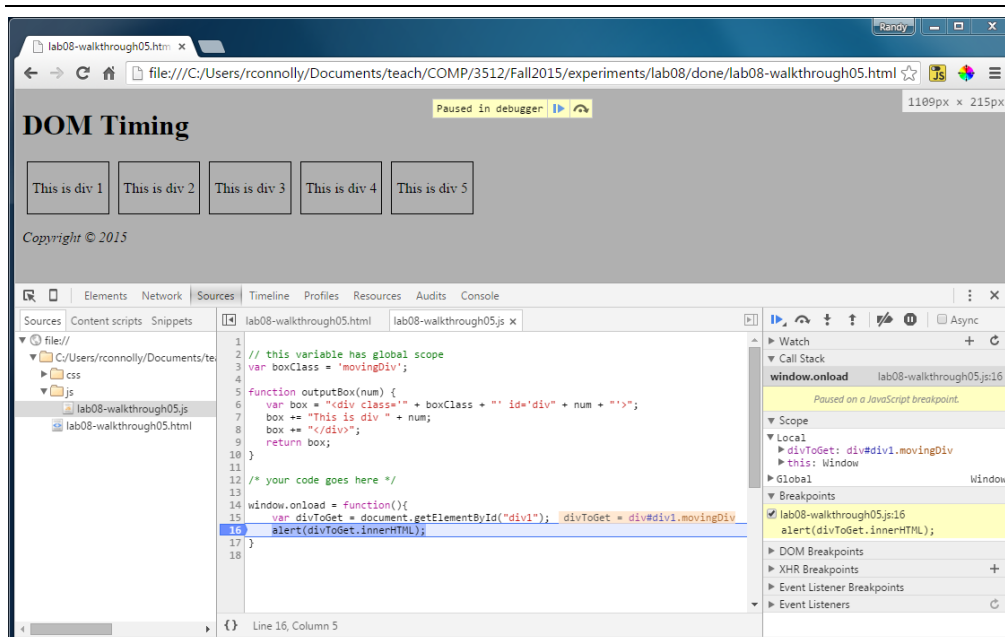 Randy
lab08-walkthrough05.htm ×
file:///C:/Users/rconnolly/Documents/teach/COMP/3512/Fall2015/experiments/lab08/done/lab08-walkthrough05.html
JS
Paused in debugger
1109px × 215px
DOM Timing
This is div 1 This is div 2 This is div 3 This is div 4 This is div 5
Copyright © 2015
Elements Network Sources Timeline Profiles Resources Audits Console
Sources Content scripts Snippets
file://
C:/Users/rconnolly/Documents/te
css
js
lab08-walkthrough05.js
lab08-walkthrough05.html
lab08-walkthrough05.html lab08-walkthrough05.js ×
1
2 // this variable has global scope
3 var boxClass = 'movingDiv';
4
5 function outputBox(num) {
6 var box = "<div class='" + boxClass + "' id='div" + num + "'>";
7 box += "This is div " + num;
8 box += "</div>";
9 return box;
10 }
11
12 /* your code goes here */
13
14 window.onload = function(){
15 var divToGet = document.getElementById("div1"); divToGet = div#div1.movingDiv
16 alert(divToGet.innerHTML);
17 }
18
{} Line 16, Column 5
Async
Watch
Call Stack
window.onload lab08-walkthrough05.js:16
Paused on a JavaScript breakpoint.
Scope
Local
divToGet: div#div1.movingDiv
this: Window
Global Window
Breakpoints
lab08-walkthrough05.js:16
alert(divToGet.innerHTML);
DOM Breakpoints
XHR Breakpoints
Event Listener Breakpoints
Event Listeners